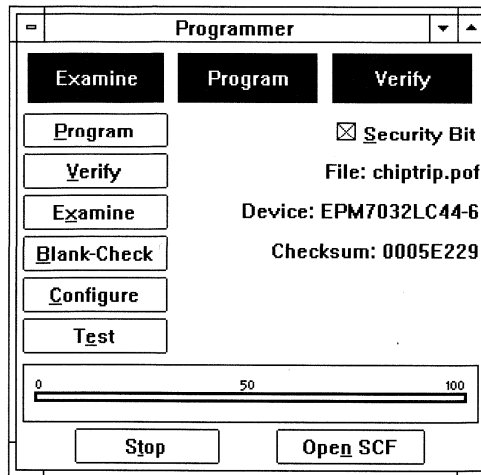 Programmer
Examine Program Verify
Program
Security Bit
Verify
File: chiptrip.pof
Examine
Device: EPM7032LC44-6
Blank-Check
Checksum: 0005E229
Configure
Test
0 50 100
Stop Open SCF